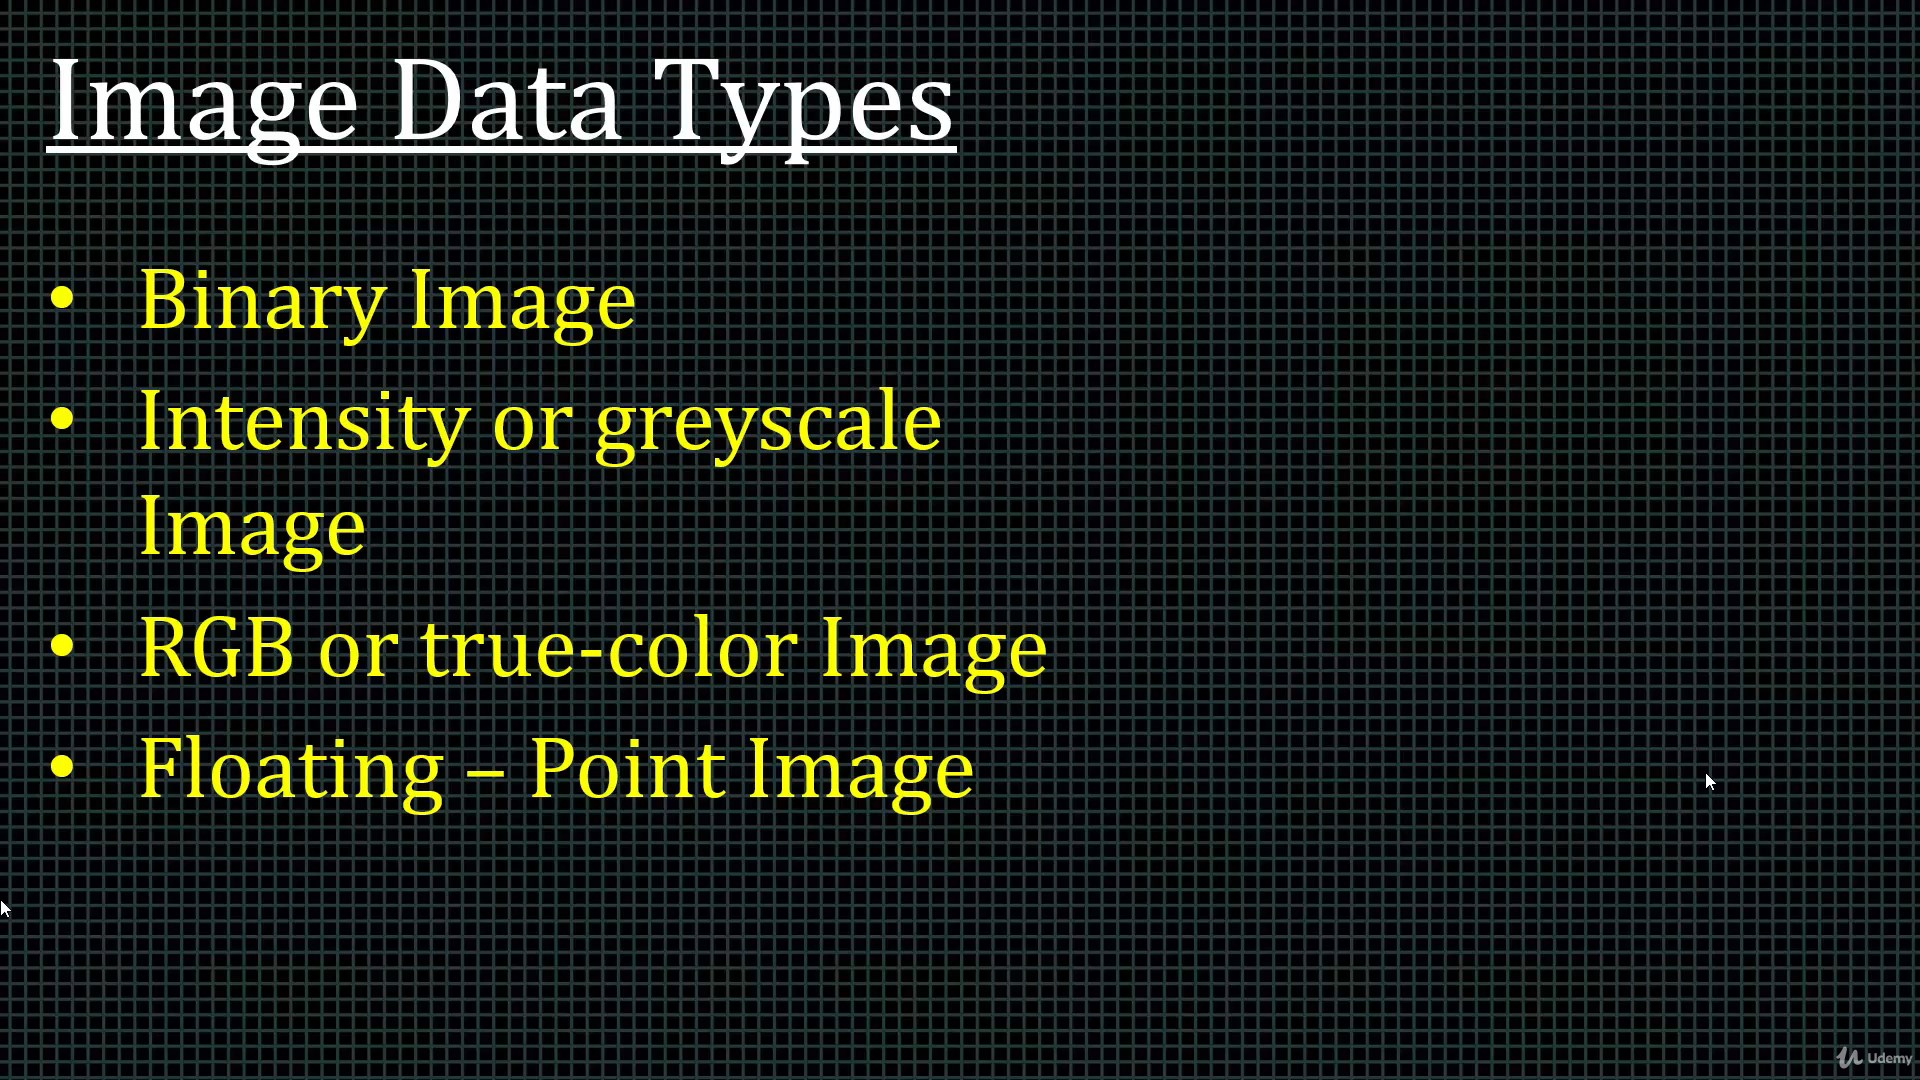 Image Data Types
• Binary Image
• Intensity or greyscale
Image
• RGB or true-color Image
• Floating – Point Image
Udemy